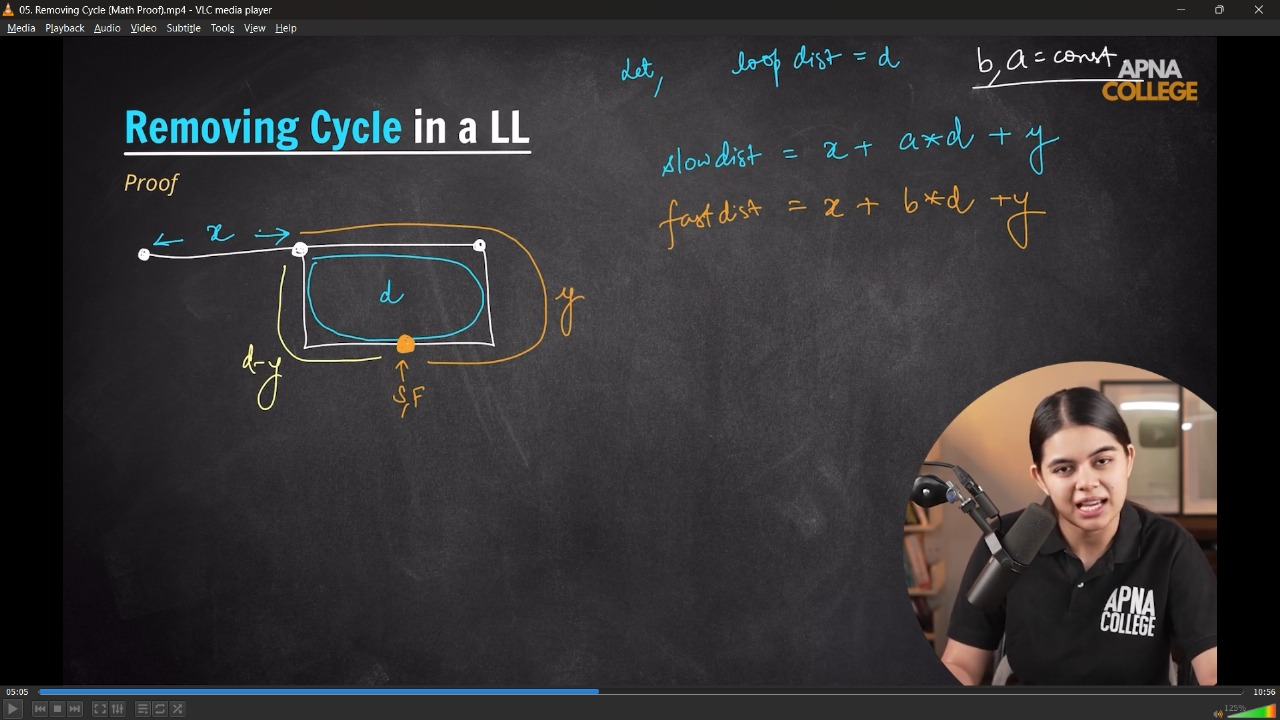 05. Removing Cycle (Math Proof).mp4 - VLC media player
Media Playback Audio Video Subtitle Tools View Help
Let, loop dist = d
b, a = const
APNA
COLLEGE
Removing Cycle in a LL
Proof
slow dist = x + a*d + y
fast dist = x + b*d + y
← x →
d
y
d-y
S,F
APNA
COLLEGE
05:05
10:56
125%